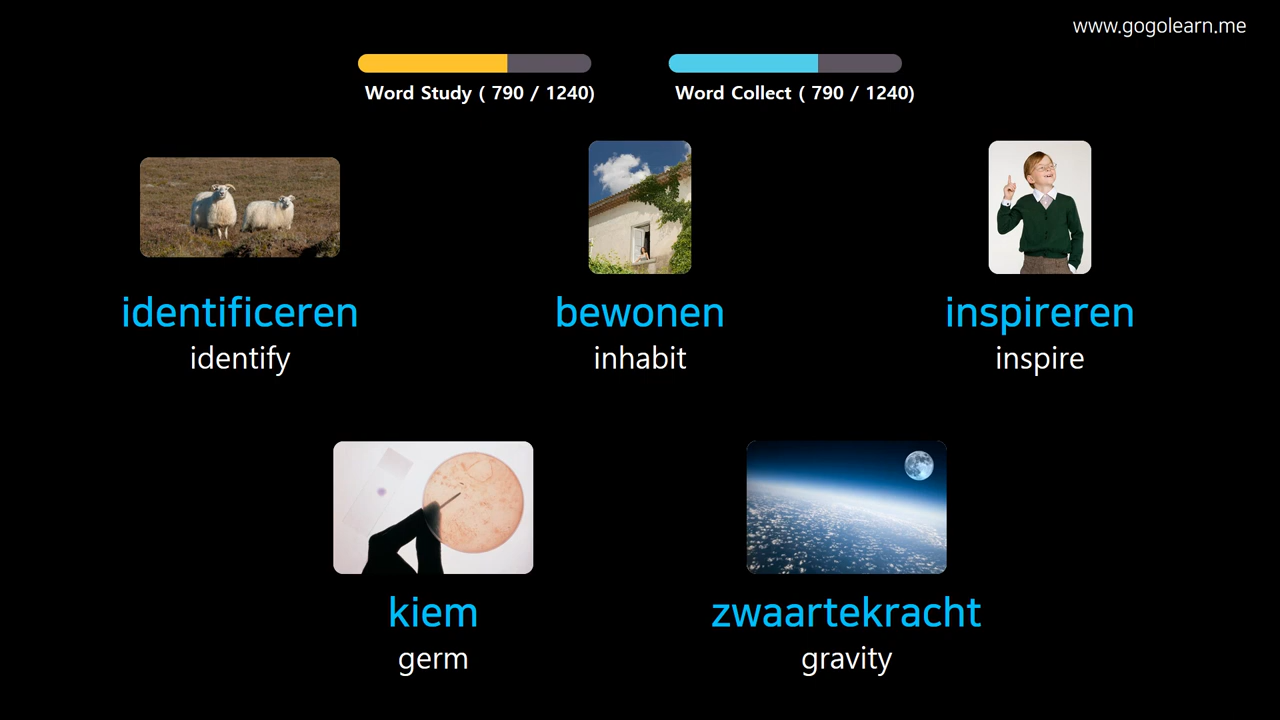 www.gogolearn.me
Word Study ( 790 / 1240)
Word Collect ( 790 / 1240)
identificeren
identify
bewonen
inhabit
inspireren
inspire
kiem
germ
zwaartekracht
gravity